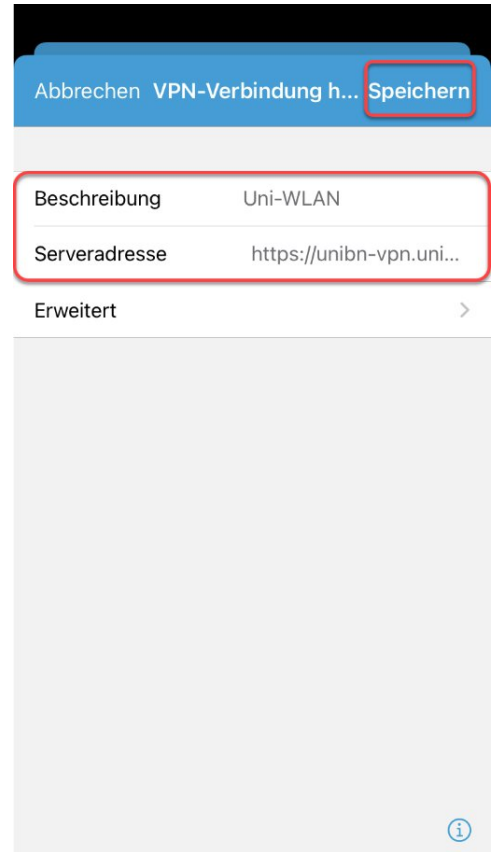 Abbrechen VPN-Verbindung h... Speichern
Beschreibung Uni-WLAN
Serveradresse https://unibn-vpn.uni...
Erweitert